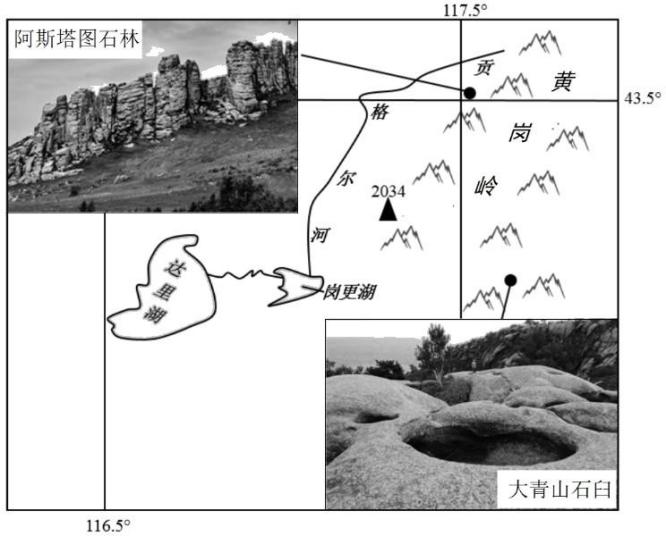 117.5°
阿斯塔图石林
贡
黄
43.5°
格
岗
尔
2034
岭
河
达里湖
岗更湖
大青山石臼
116.5°